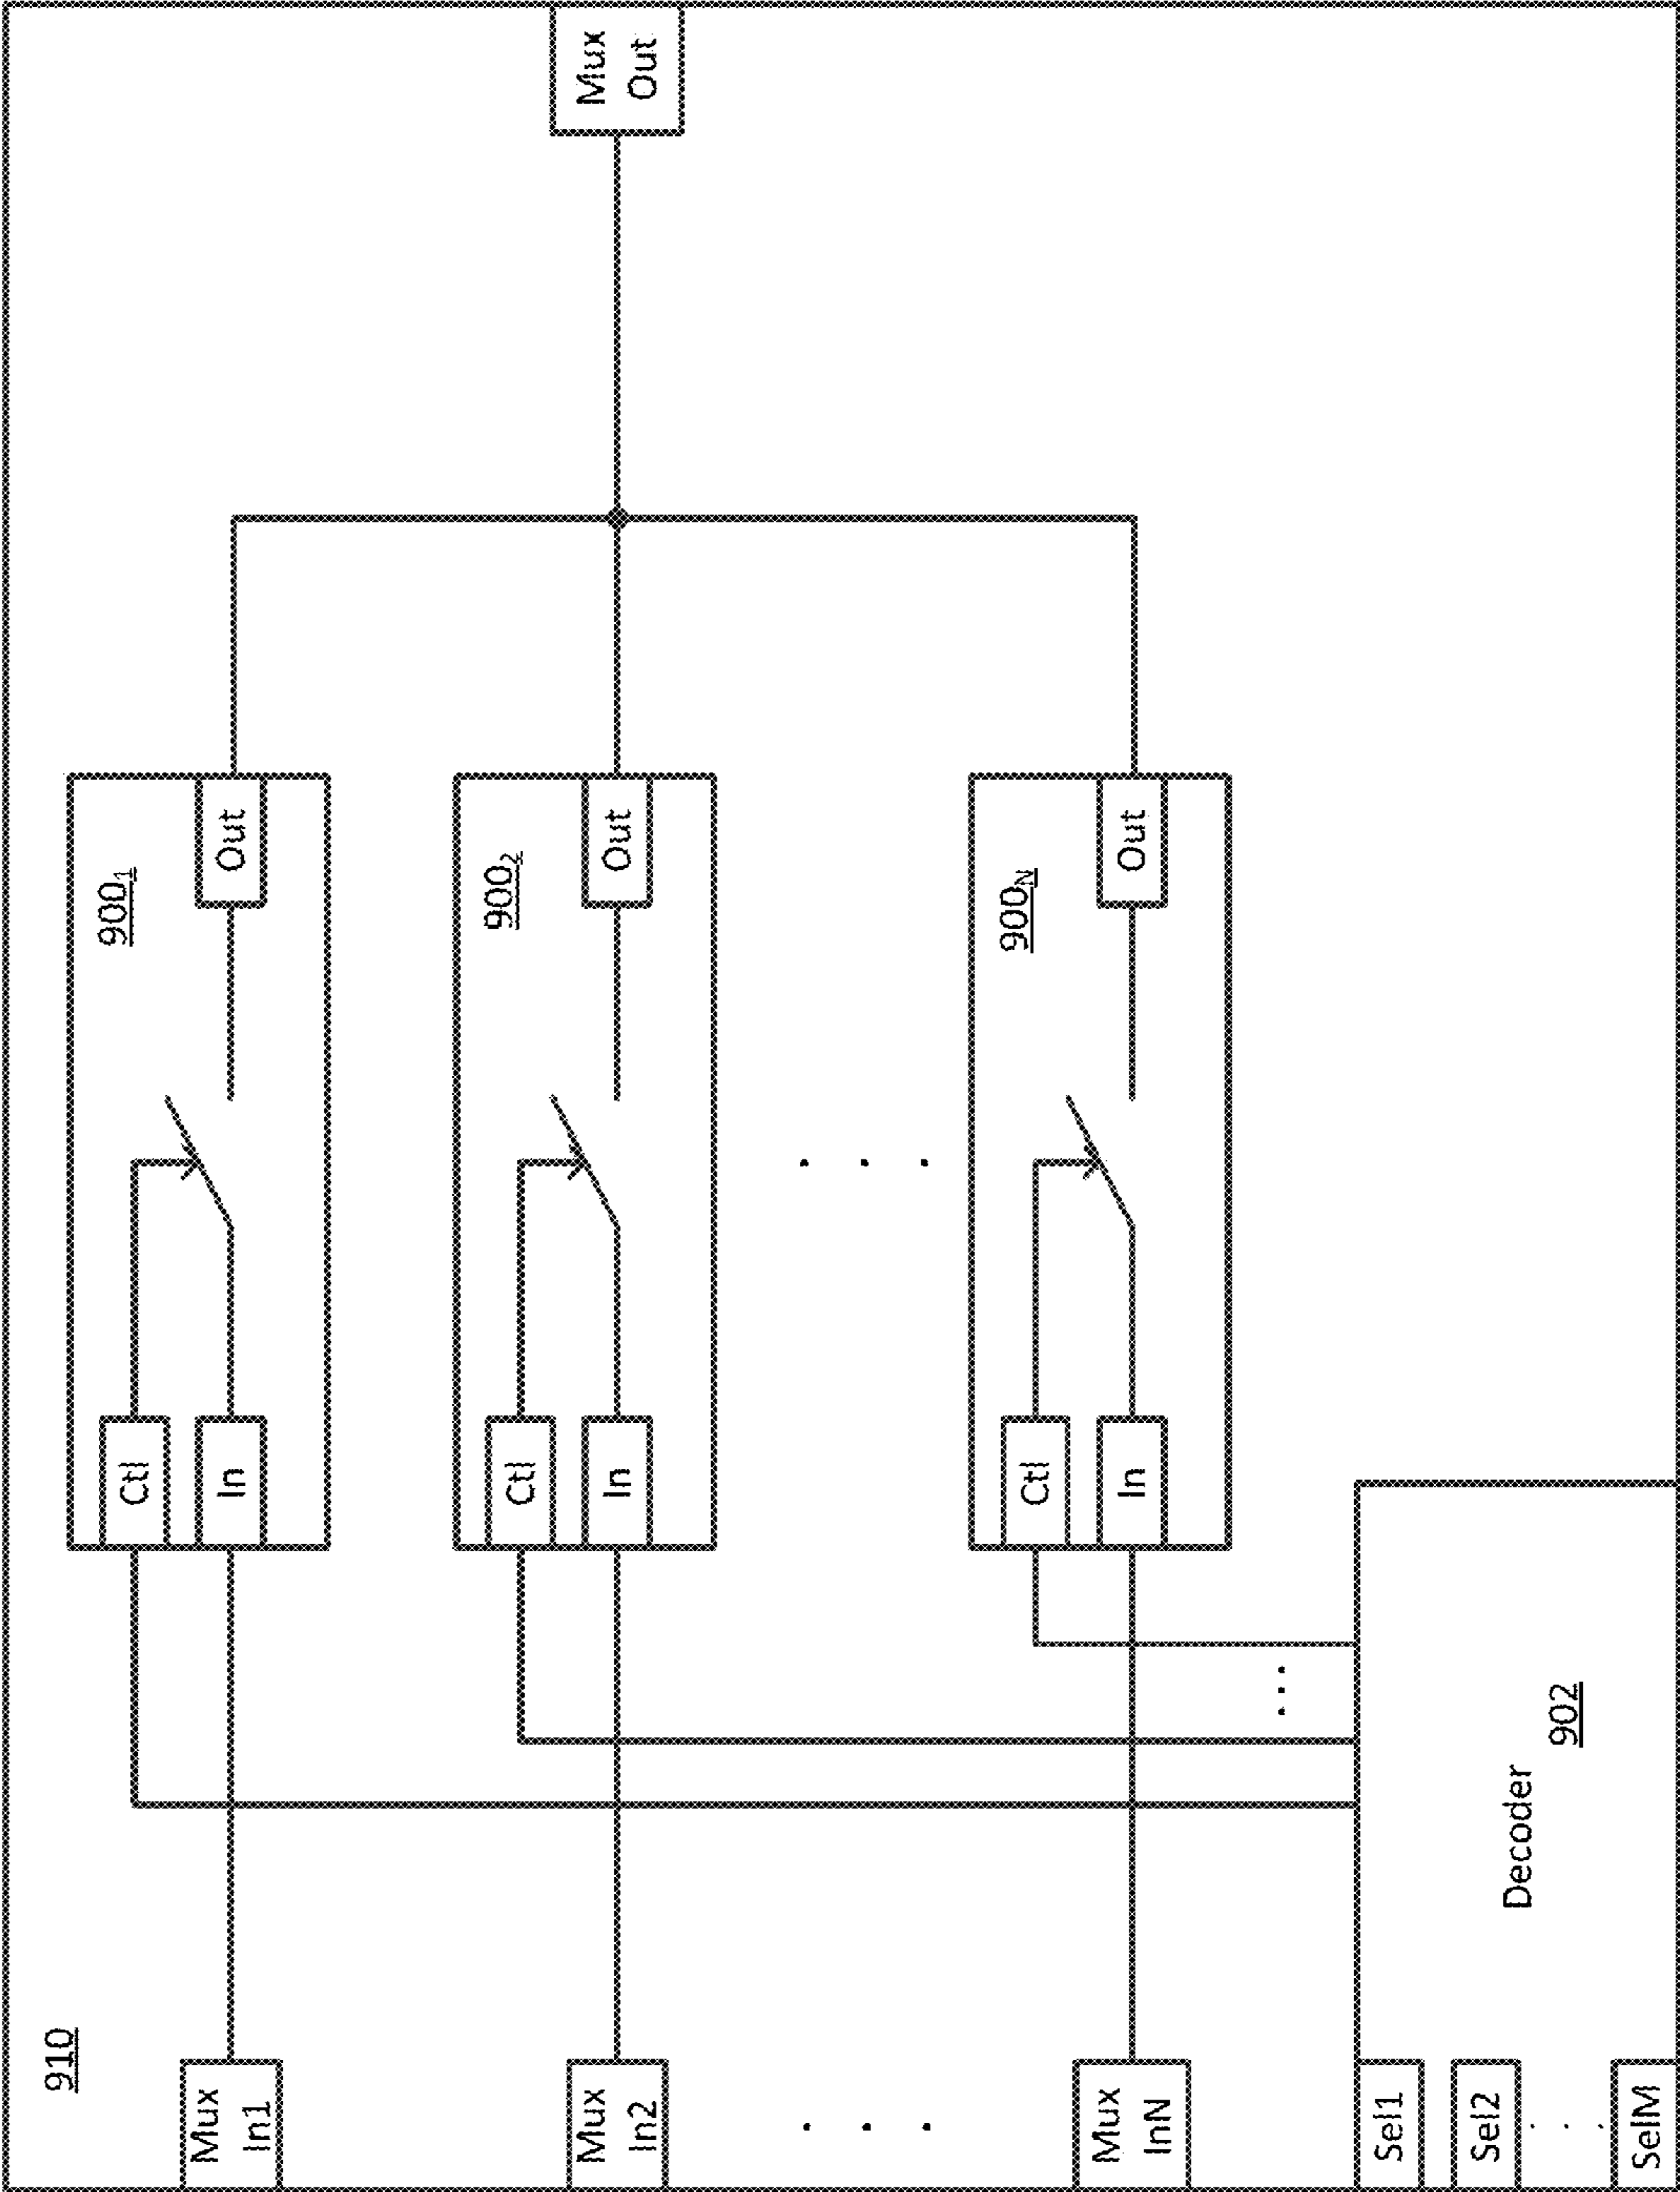 910
Mux
In1
Ctl
In
900₁
Out
Mux
Out
Mux
In2
Ctl
In
900₂
Out
. . .
. . .
Mux
InN
Ctl
In
900N
Out
. . .
Sel1
Sel2
. . .
SelM
Decoder
902